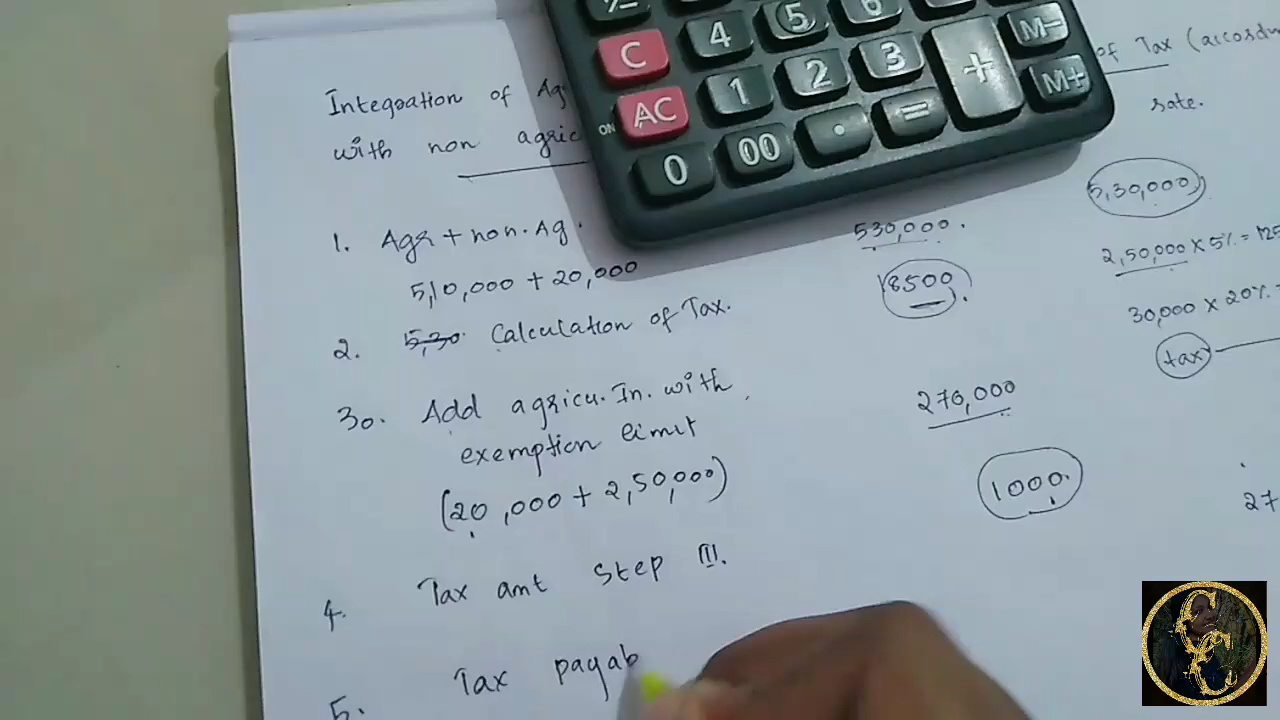 Integration of Ag
with non agric
of Tax (accordin
rate.
1. Agr + non. Ag.
5,10,000 + 20,000
530,000.
5,30,000
2. 5,30 Calculation of Tax.
18500.
2,50,000 x 5% = 125
30,000 x 20% =
tax
3. Add agricu. In. with
exemption limit
(20,000 + 2,50,000)
270,000
4. Tax amt Step III.
1000.
27
5. Tax payab
% 
4 5 6
C 1 2 3 + M-
ON AC 0 00 . = M+